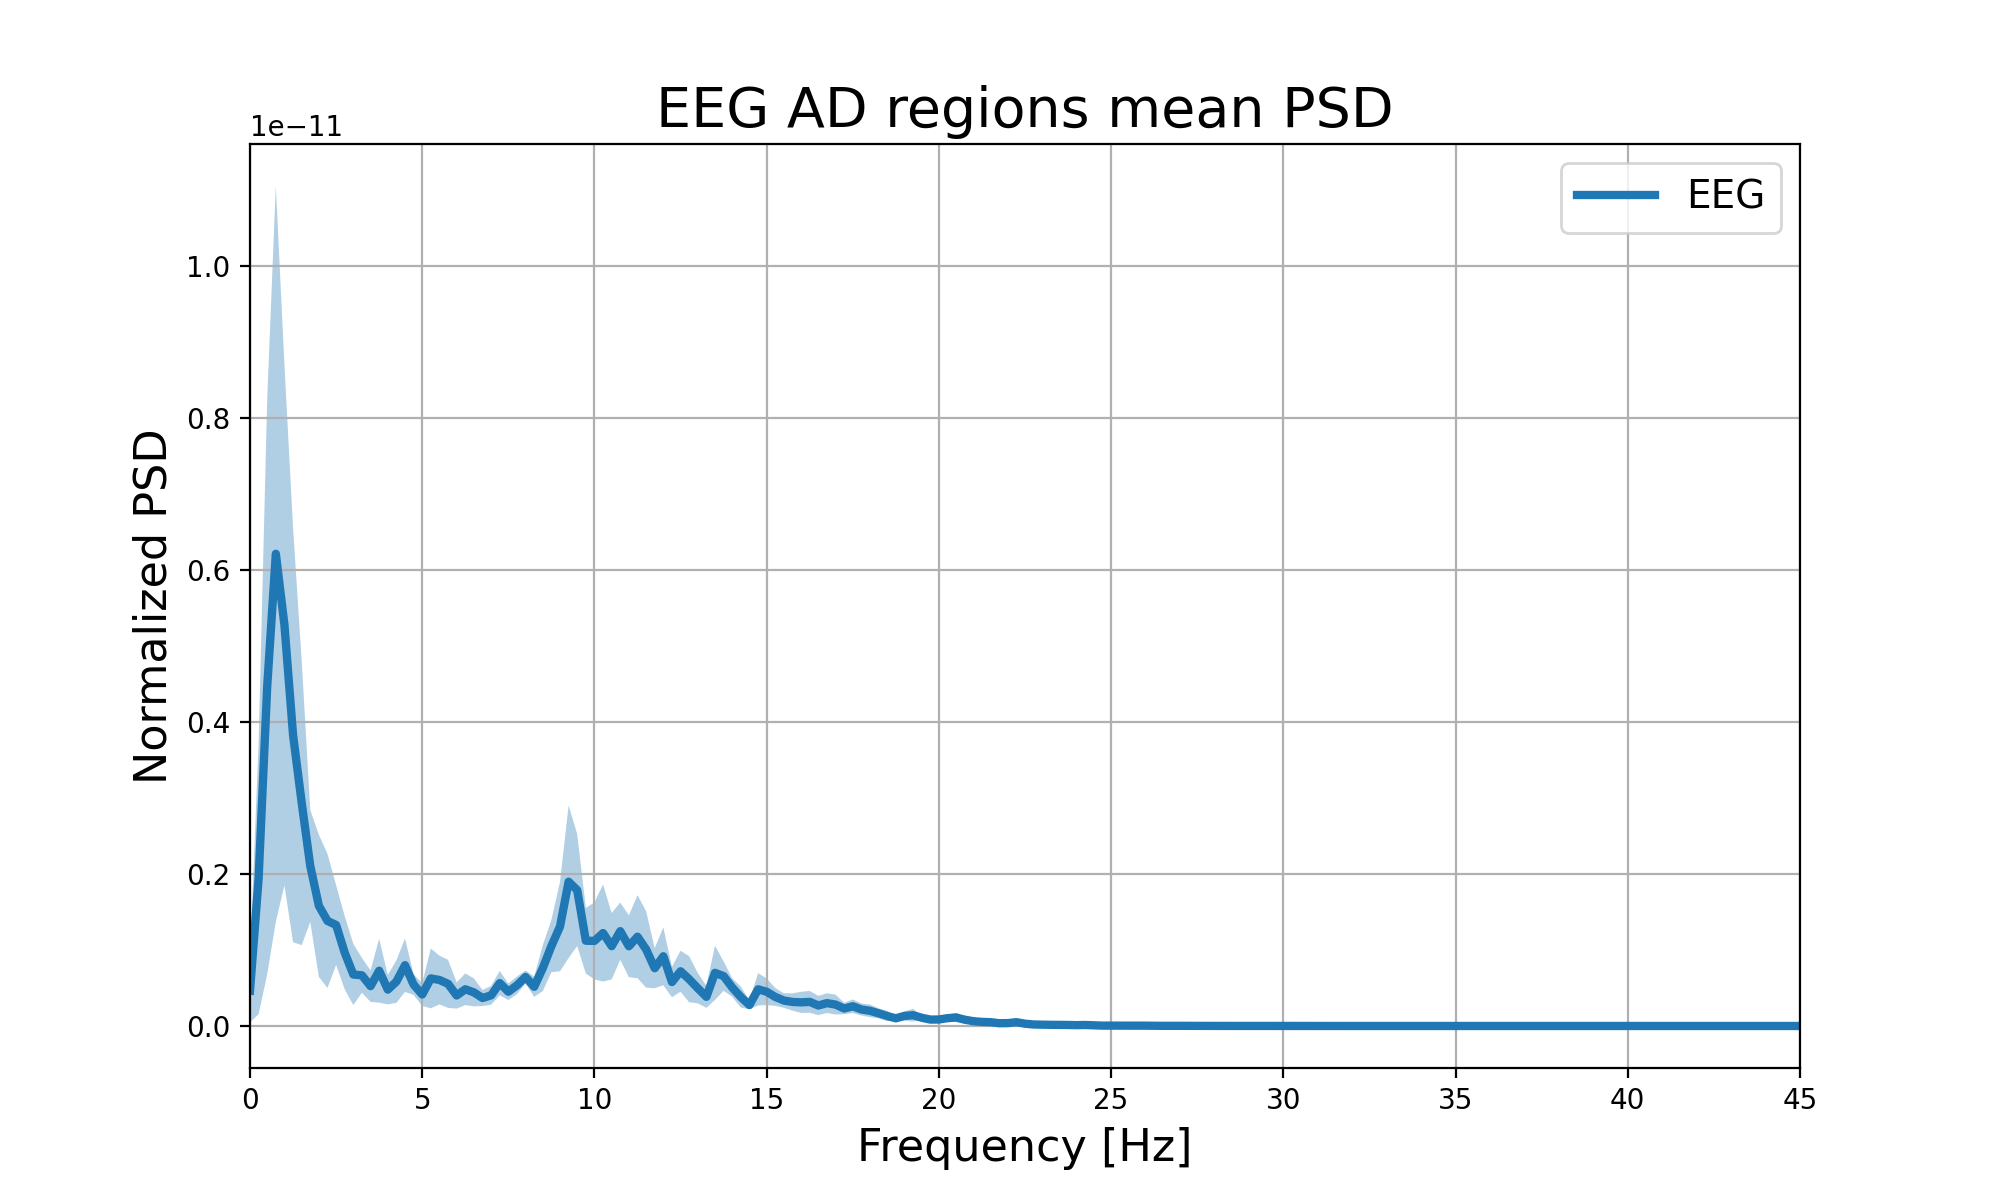 EEG AD regions mean PSD
1e−11
EEG
1.0
0.8
0.6
0.4
0.2
0.0
Normalized PSD
0 5 10 15 20 25 30 35 40 45
Frequency [Hz]